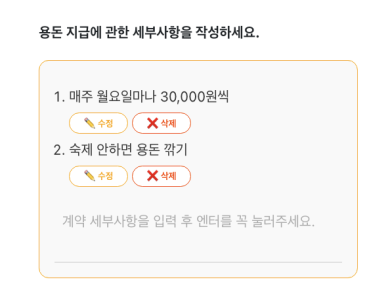 용돈 지급에 관한 세부사항을 작성하세요.
1. 매주 월요일마나 30,000원씩
수정 삭제
2. 숙제 안하면 용돈 깎기
수정 삭제
계약 세부사항을 입력 후 엔터를 꼭 눌러주세요.